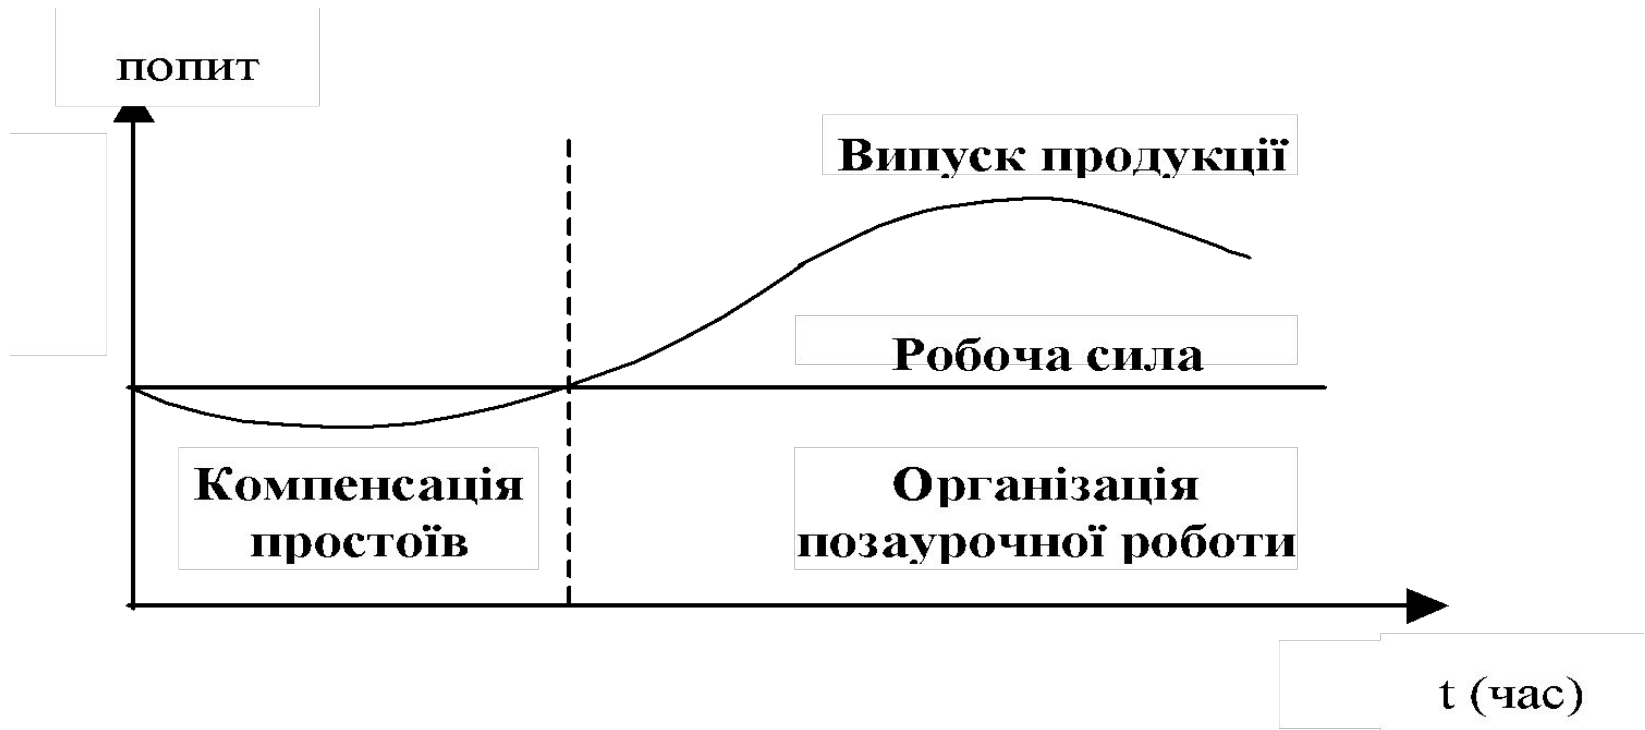 попит
Випуск продукції
Робоча сила
Компенсація
простоїв
Організація
позаурочної роботи
t (час)